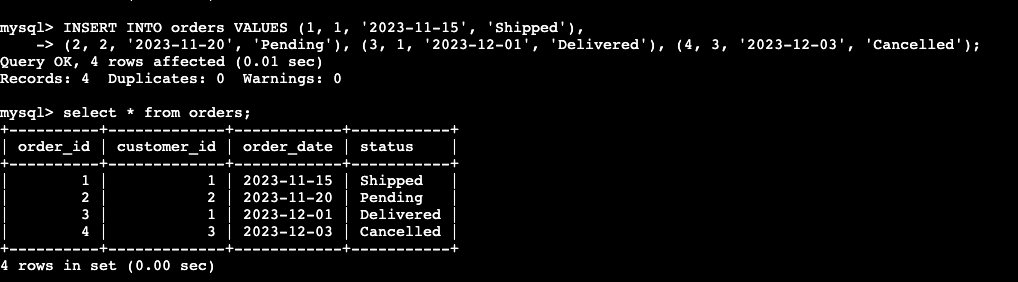 mysql> INSERT INTO orders VALUES (1, 1, '2023-11-15', 'Shipped'),
    -> (2, 2, '2023-11-20', 'Pending'), (3, 1, '2023-12-01', 'Delivered'), (4, 3, '2023-12-03', 'Cancelled');
Query OK, 4 rows affected (0.01 sec)
Records: 4  Duplicates: 0  Warnings: 0

mysql> select * from orders;
+----------+-------------+------------+-----------+
| order_id | customer_id | order_date | status    |
+----------+-------------+------------+-----------+
|        1 |           1 | 2023-11-15 | Shipped   |
|        2 |           2 | 2023-11-20 | Pending   |
|        3 |           1 | 2023-12-01 | Delivered |
|        4 |           3 | 2023-12-03 | Cancelled |
+----------+-------------+------------+-----------+
4 rows in set (0.00 sec)